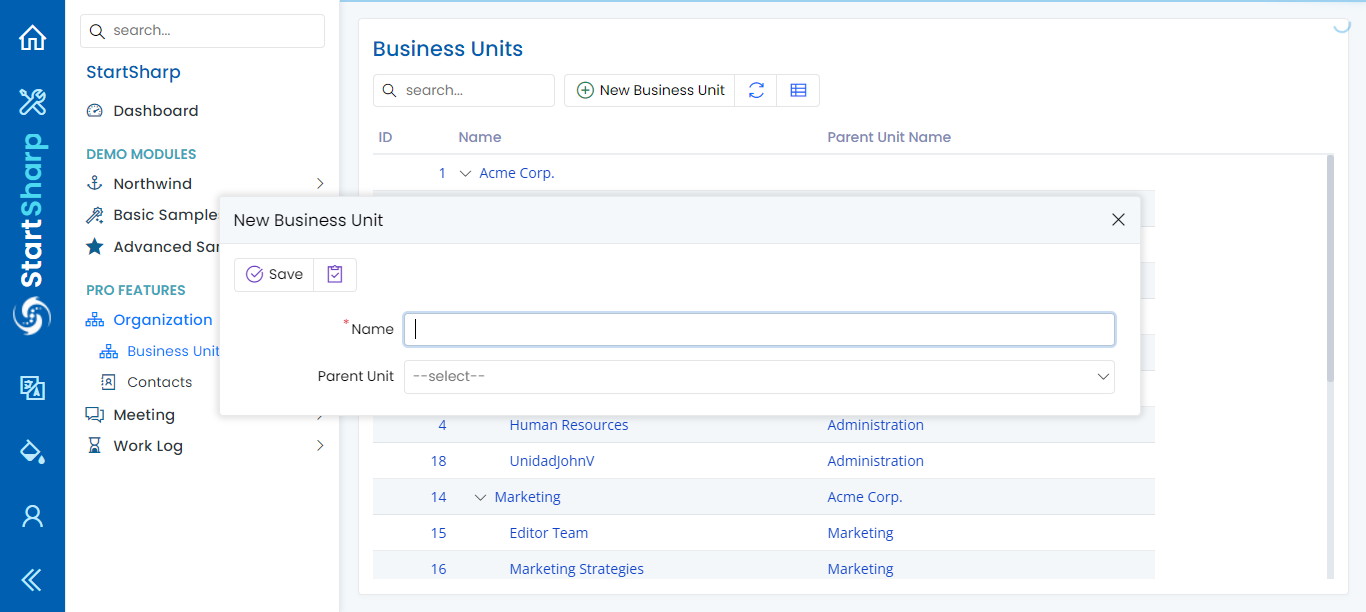 search...
StartSharp
Dashboard
DEMO MODULES
Northwind
Basic Sample
Advanced Sa
PRO FEATURES
Organization
Business Unit
Contacts
Meeting
Work Log
StartSharp
Business Units
search...
New Business Unit
ID Name Parent Unit Name
1 Acme Corp.
New Business Unit
Save
* Name
Parent Unit --select--
4 Human Resources Administration
18 UnidadJohnV Administration
14 Marketing Acme Corp.
15 Editor Team Marketing
16 Marketing Strategies Marketing